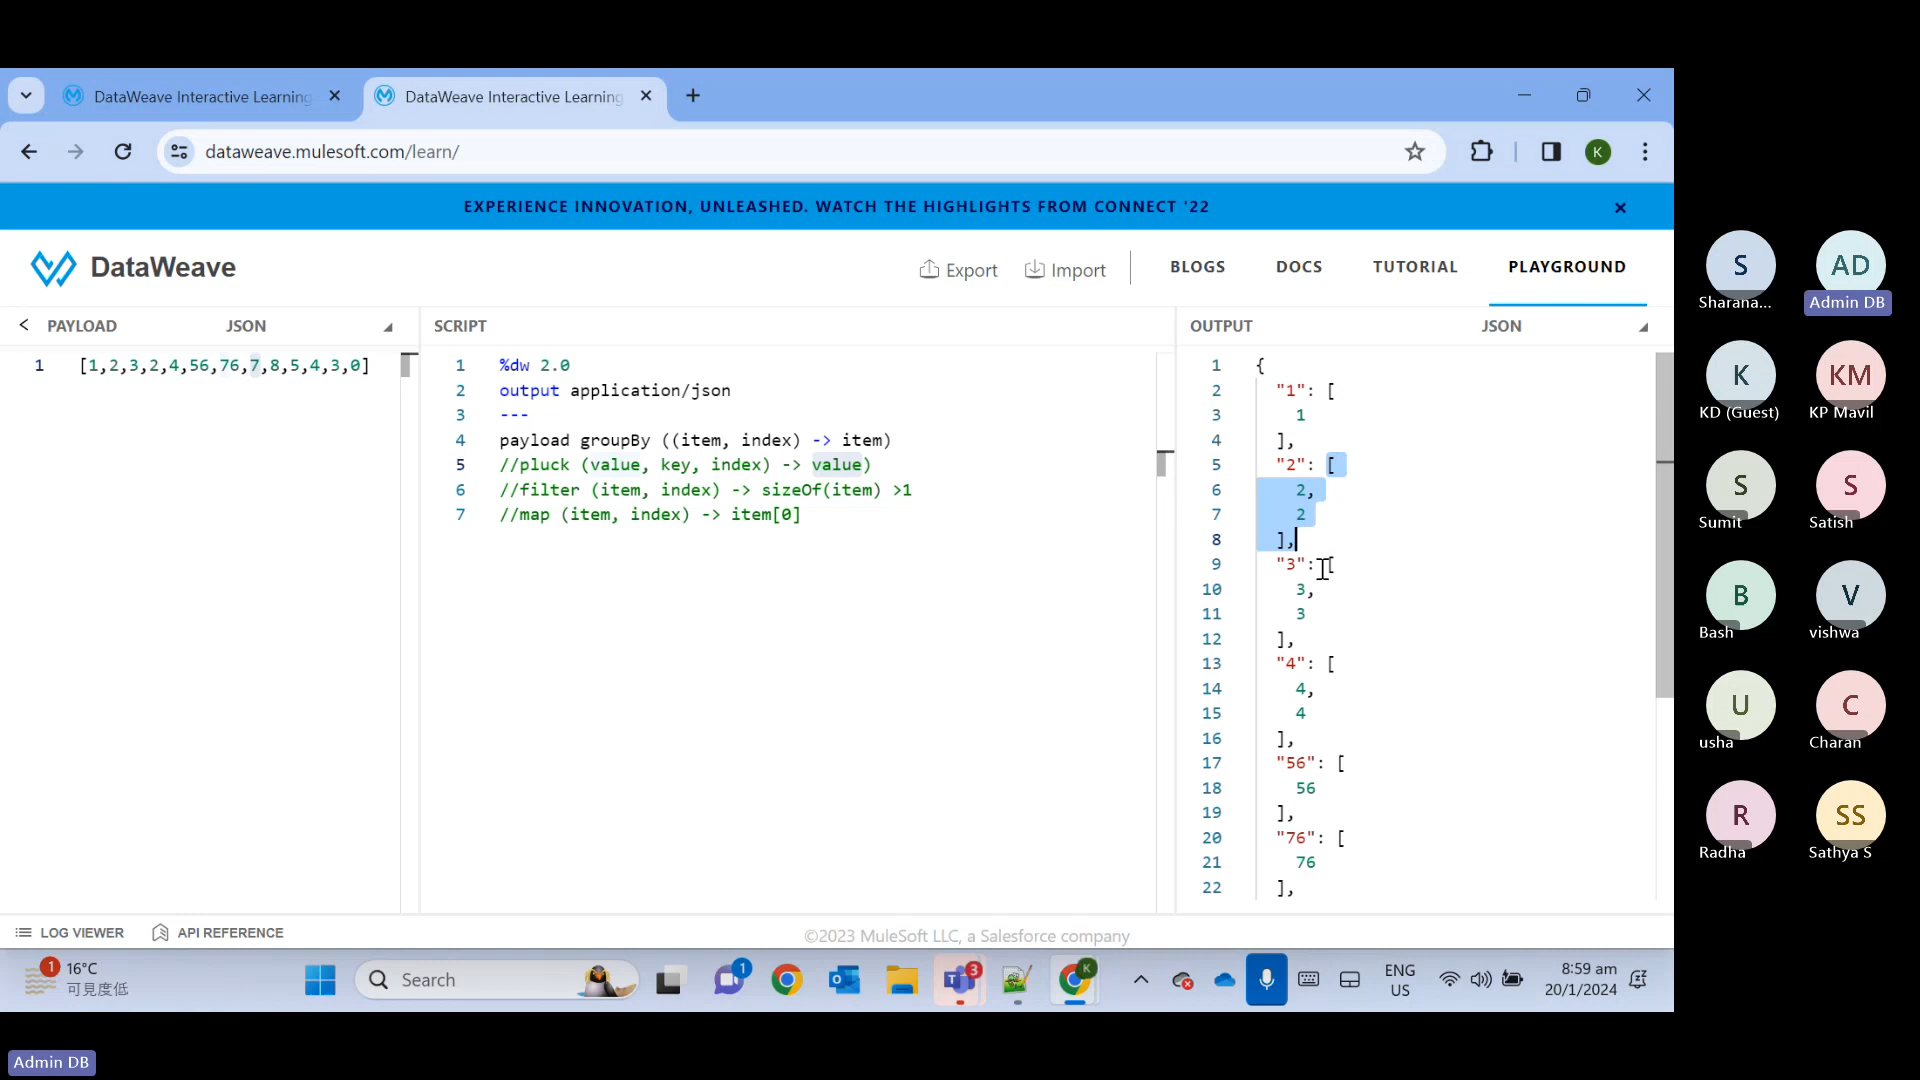 DataWeave Interactive Learning
DataWeave Interactive Learning
dataweave.mulesoft.com/learn/
K
EXPERIENCE INNOVATION, UNLEASHED. WATCH THE HIGHLIGHTS FROM CONNECT '22
DataWeave
Export
Import
BLOGS
DOCS
TUTORIAL
PLAYGROUND
PAYLOAD
JSON
1 [1,2,3,2,4,56,76,7,8,5,4,3,0]
SCRIPT
1 %dw 2.0
2 output application/json
3 ---
4 payload groupBy ((item, index) -> item)
5 //pluck (value, key, index) -> value)
6 //filter (item, index) -> sizeOf(item) >1
7 //map (item, index) -> item[0]
OUTPUT
JSON
1 {
2 "1": [
3 1
4 ],
5 "2": [
6 2,
7 2
8 ],
9 "3": [
10 3,
11 3
12 ],
13 "4": [
14 4,
15 4
16 ],
17 "56": [
18 56
19 ],
20 "76": [
21 76
22 ],
LOG VIEWER
API REFERENCE
©2023 MuleSoft LLC, a Salesforce company
1
16°C
可見度低
Search
1
3
K
ENG
US
8:59 am
20/1/2024
S
Sharana...
AD
Admin DB
K
KD (Guest)
KM
KP Mavil
S
Sumit
S
Satish
B
Bash
V
vishwa
U
usha
C
Charan
R
Radha
SS
Sathya S
Admin DB